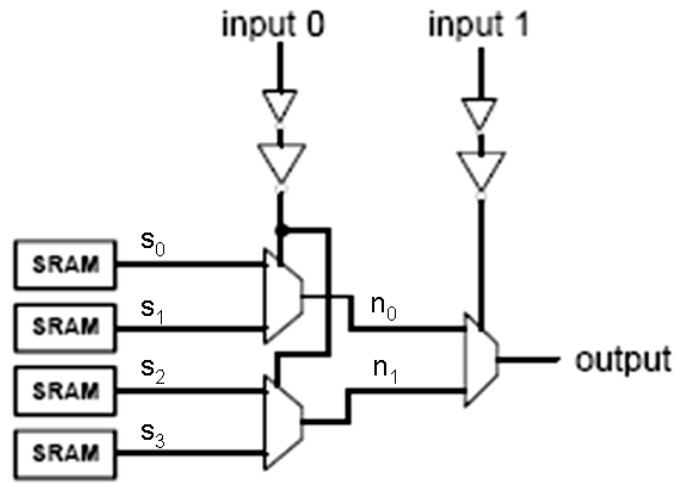 input 0
input 1
SRAM
s₀
SRAM
s₁
n₀
SRAM
s₂
n₁
output
SRAM
s₃